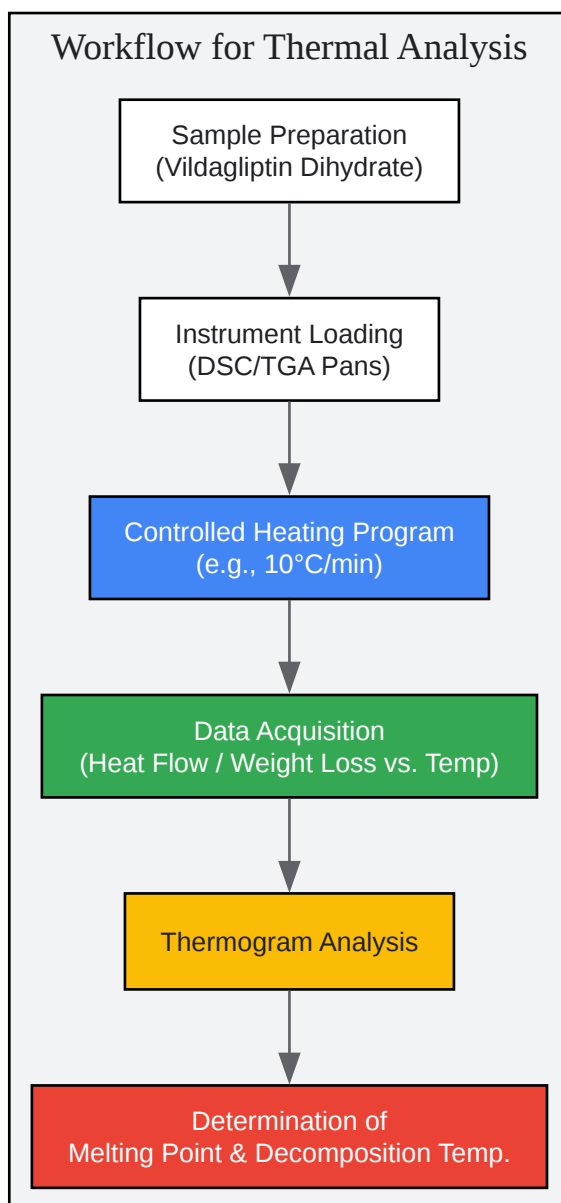 Workflow for Thermal Analysis
Sample Preparation
(Vildagliptin Dihydrate)
Instrument Loading
(DSC/TGA Pans)
Controlled Heating Program
(e.g., 10°C/min)
Data Acquisition
(Heat Flow / Weight Loss vs. Temp)
Thermogram Analysis
Determination of
Melting Point & Decomposition Temp.